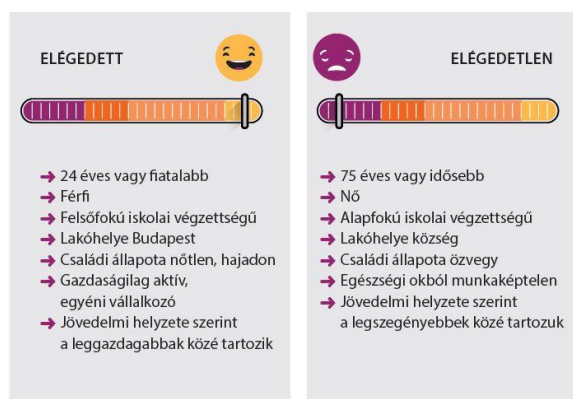 ELÉGEDETT
24 éves vagy fiatalabb
Férfi
Felsőfokú iskolai végzettségű
Lakóhelye Budapest
Családi állapota nőtlen, hajadon
Gazdaságilag aktív,
egyéni vállalkozó
Jövedelmi helyzete szerint
a leggazdagabbak közé tartozik
ELÉGEDETLEN
75 éves vagy idősebb
Nő
Alapfokú iskolai végzettségű
Lakóhelye község
Családi állapota özvegy
Egészségi okból munkaképtelen
Jövedelmi helyzete szerint
a legszegényebbek közé tartozuk